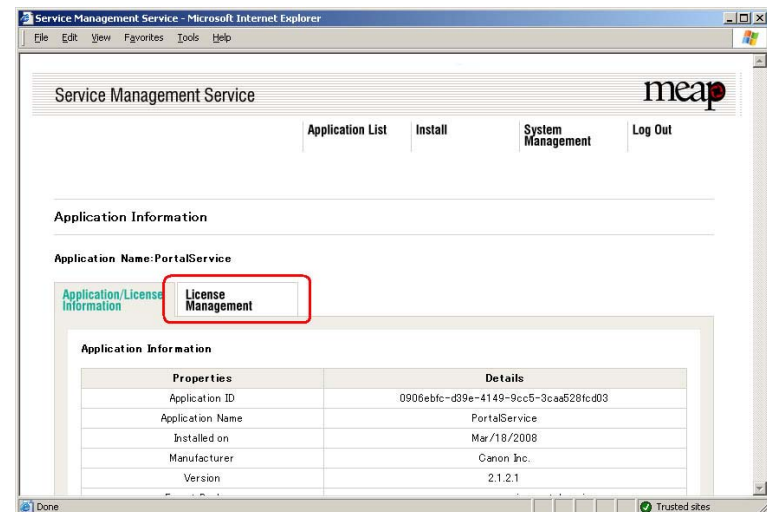 Service Management Service - Microsoft Internet Explorer
File Edit View Favorites Tools Help
Service Management Service
meap
Application List Install System Management Log Out
Application Information
Application Name:PortalService
Application/License Information
License Management
Application Information
Properties Details
Application ID 0906ebfc-d39e-4149-9cc5-3caa528fcd03
Application Name PortalService
Installed on Mar/18/2008
Manufacturer Canon Inc.
Version 2.1.2.1
Done Trusted sites